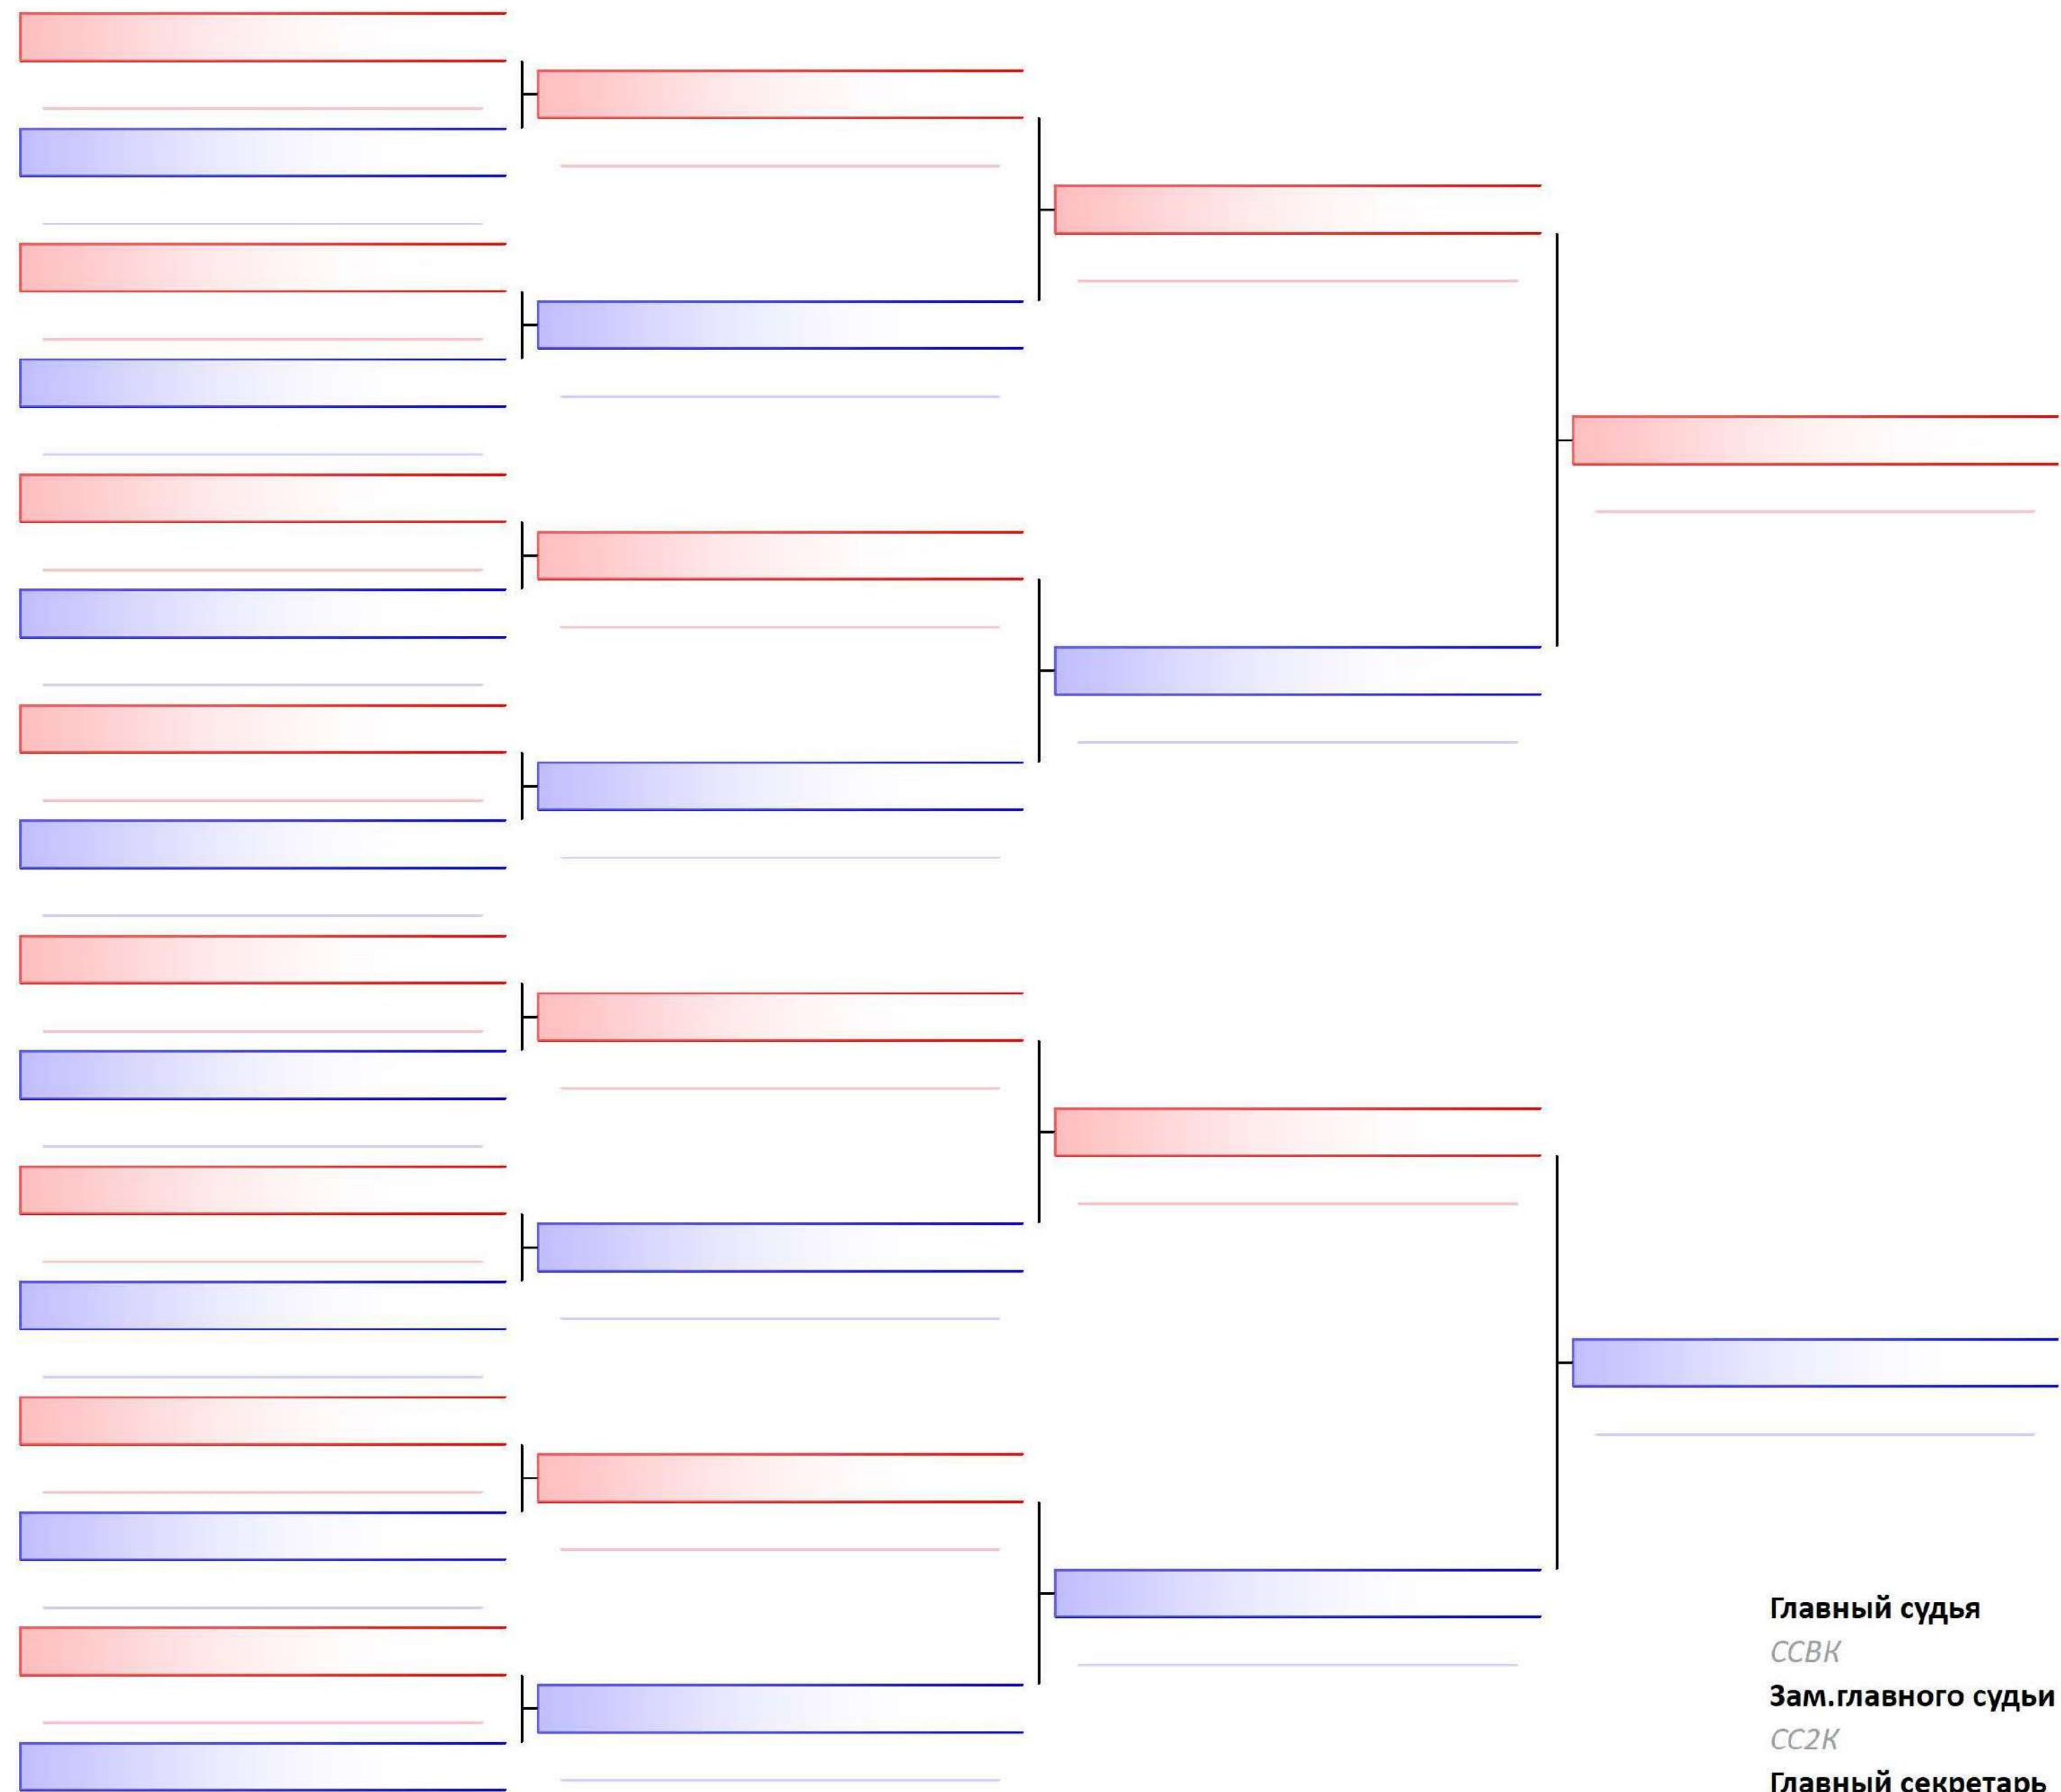 Главный судья
ССВК
Зам.главного судьи
СС2К
Главный секретарь